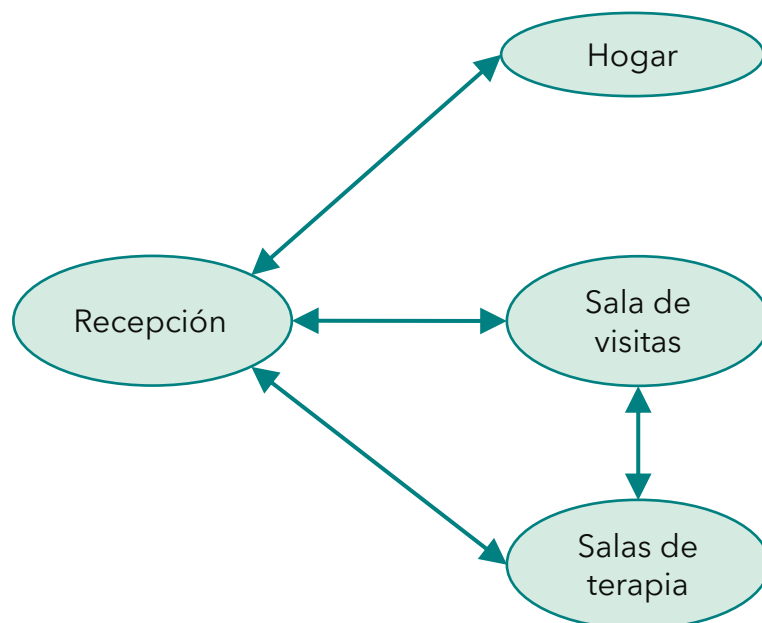 Hogar
Recepción
Sala de
visitas
Salas de
terapia